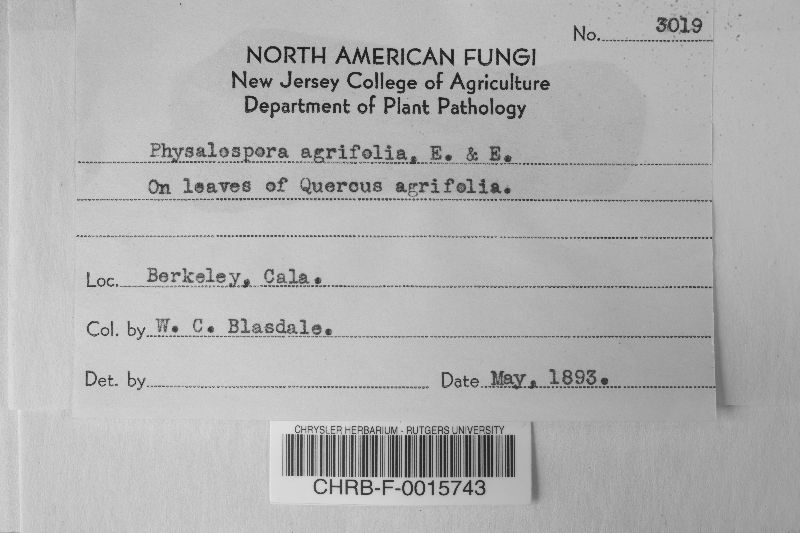 No. 3019
NORTH AMERICAN FUNGI
New Jersey College of Agriculture
Department of Plant Pathology
Physalospora agrifolia, E. & E.
On leaves of Quercus agrifolia.
Loc. Berkeley, Cala.
Col. by W. C. Blasdale.
Det. by Date May, 1893.
CHRYSLER HERBARIUM - RUTGERS UNIVERSITY
CHRB-F-0015743